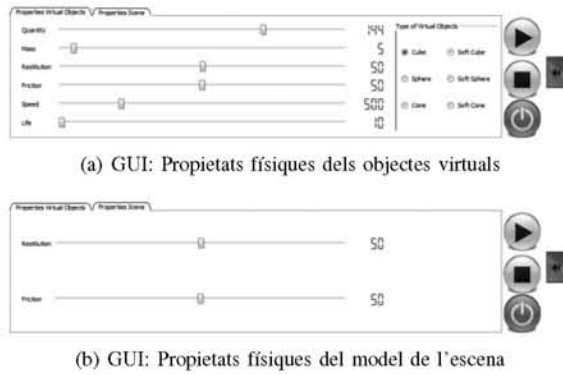 Properties Virtual Objects Properties Scene
Quantity 144
Mass 5
Restitution 50
Friction 50
Speed 500
Life 10
Type of Virtual Objects
Cube Soft Cube
Sphere Soft Sphere
Cone Soft Cone
(a) GUI: Propietats físiques dels objectes virtuals
Properties Virtual Objects Properties Scene
Restitution 50
Friction 50
(b) GUI: Propietats físiques del model de l'escena